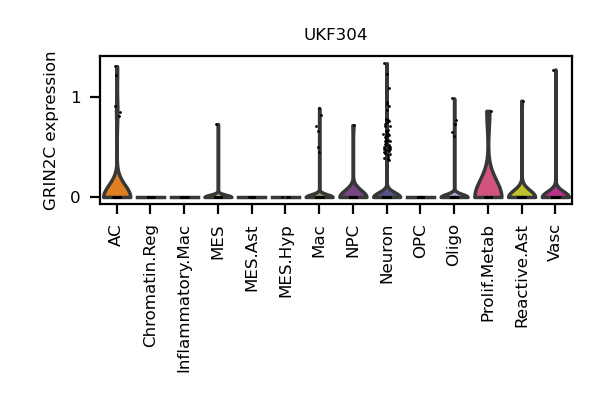 UKF304
GRIN2C expression
1
0
AC
Chromatin.Reg
Inflammatory.Mac
MES
MES.Ast
MES.Hyp
Mac
NPC
Neuron
OPC
Oligo
Prolif.Metab
Reactive.Ast
Vasc